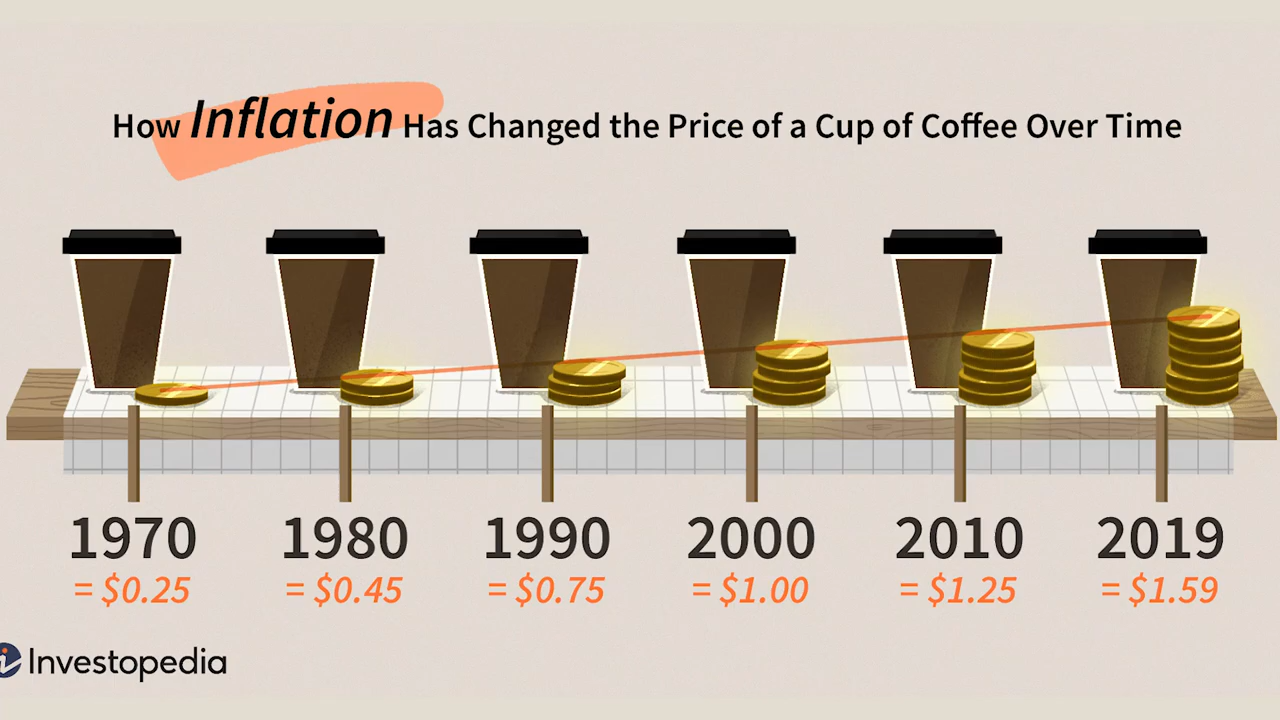 How Inflation Has Changed the Price of a Cup of Coffee Over Time
1970 1980 1990 2000 2010 2019
= $0.25 = $0.45 = $0.75 = $1.00 = $1.25 = $1.59
Investopedia